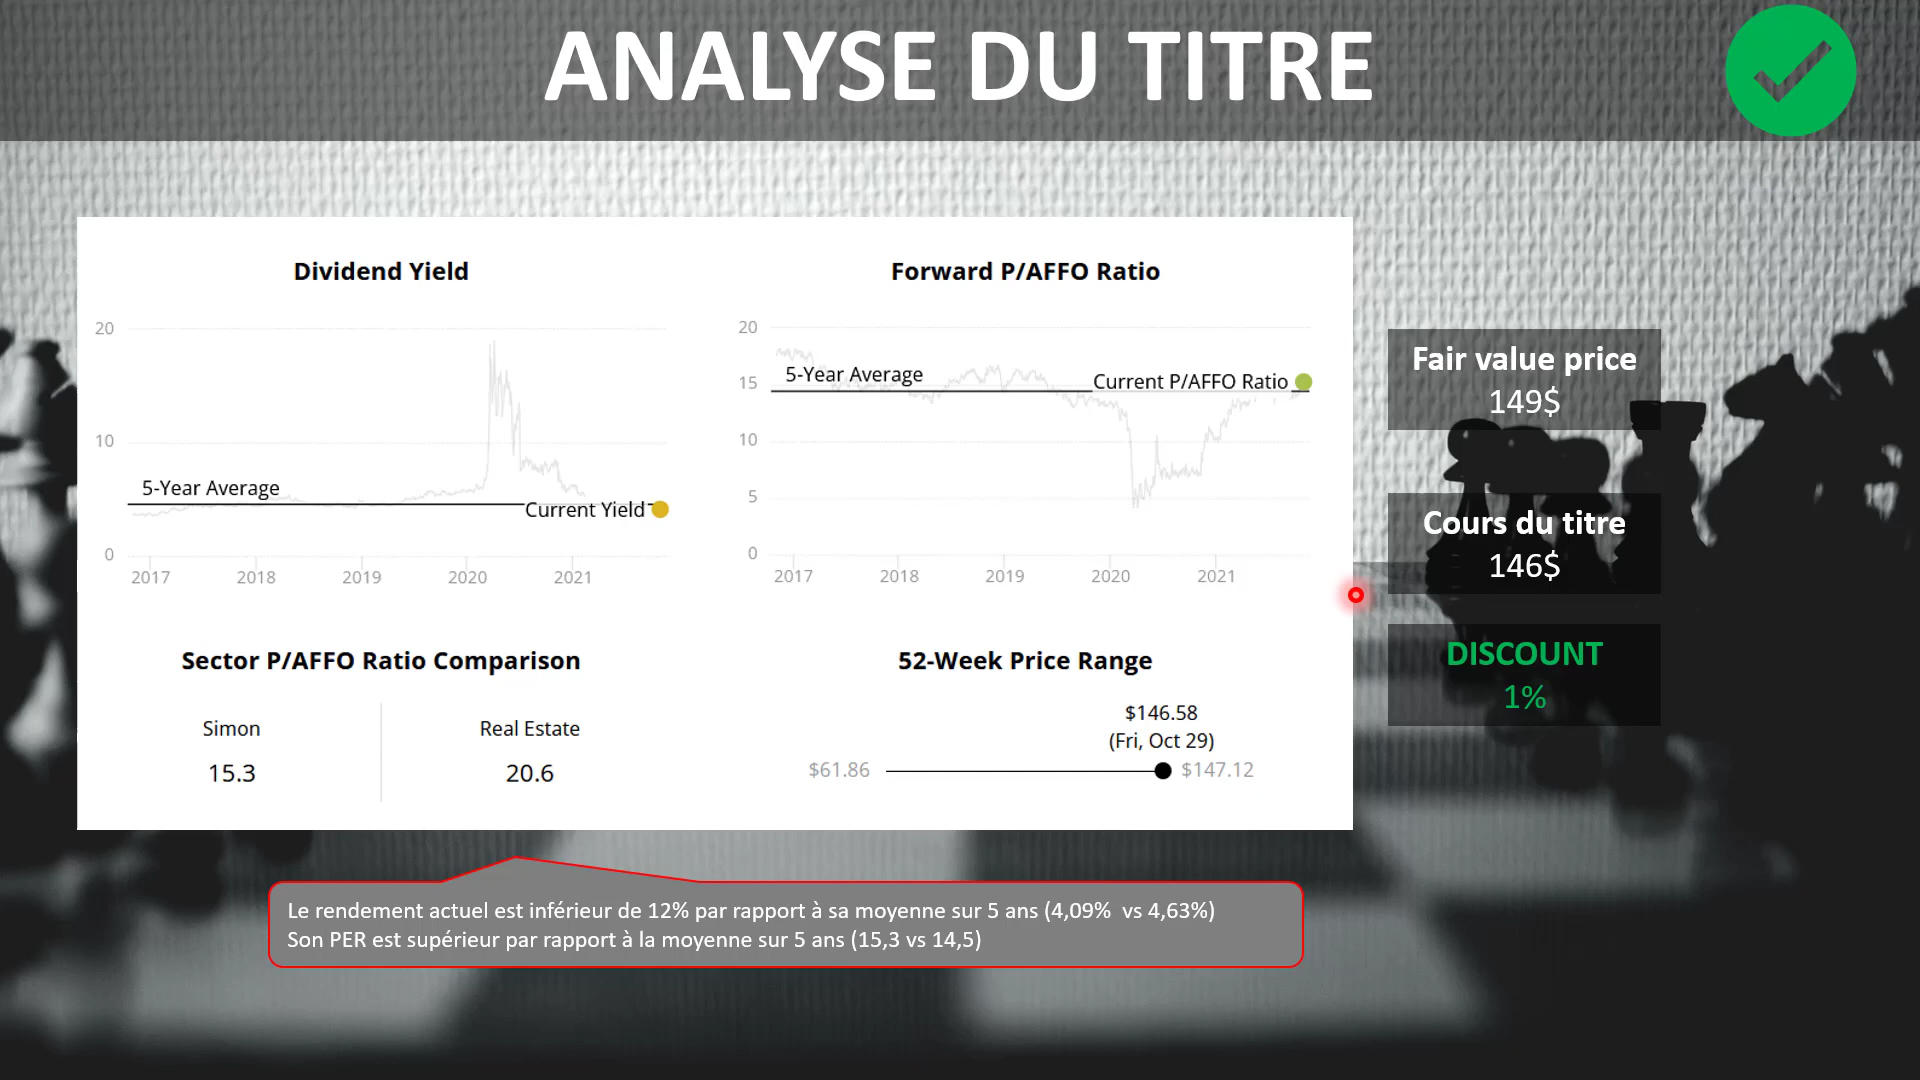 ANALYSE DU TITRE
Dividend Yield
20
10
0
5-Year Average
Current Yield
2017
2018
2019
2020
2021
Forward P/AFFO Ratio
20
15
10
5
0
5-Year Average
Current P/AFFO Ratio
2017
2018
2019
2020
2021
Sector P/AFFO Ratio Comparison
Simon
15.3
Real Estate
20.6
52-Week Price Range
$146.58
(Fri, Oct 29)
$61.86
$147.12
Fair value price
149$
Cours du titre
146$
DISCOUNT
1%
Le rendement actuel est inférieur de 12% par rapport à sa moyenne sur 5 ans (4,09%  vs 4,63%)
Son PER est supérieur par rapport à la moyenne sur 5 ans (15,3 vs 14,5)